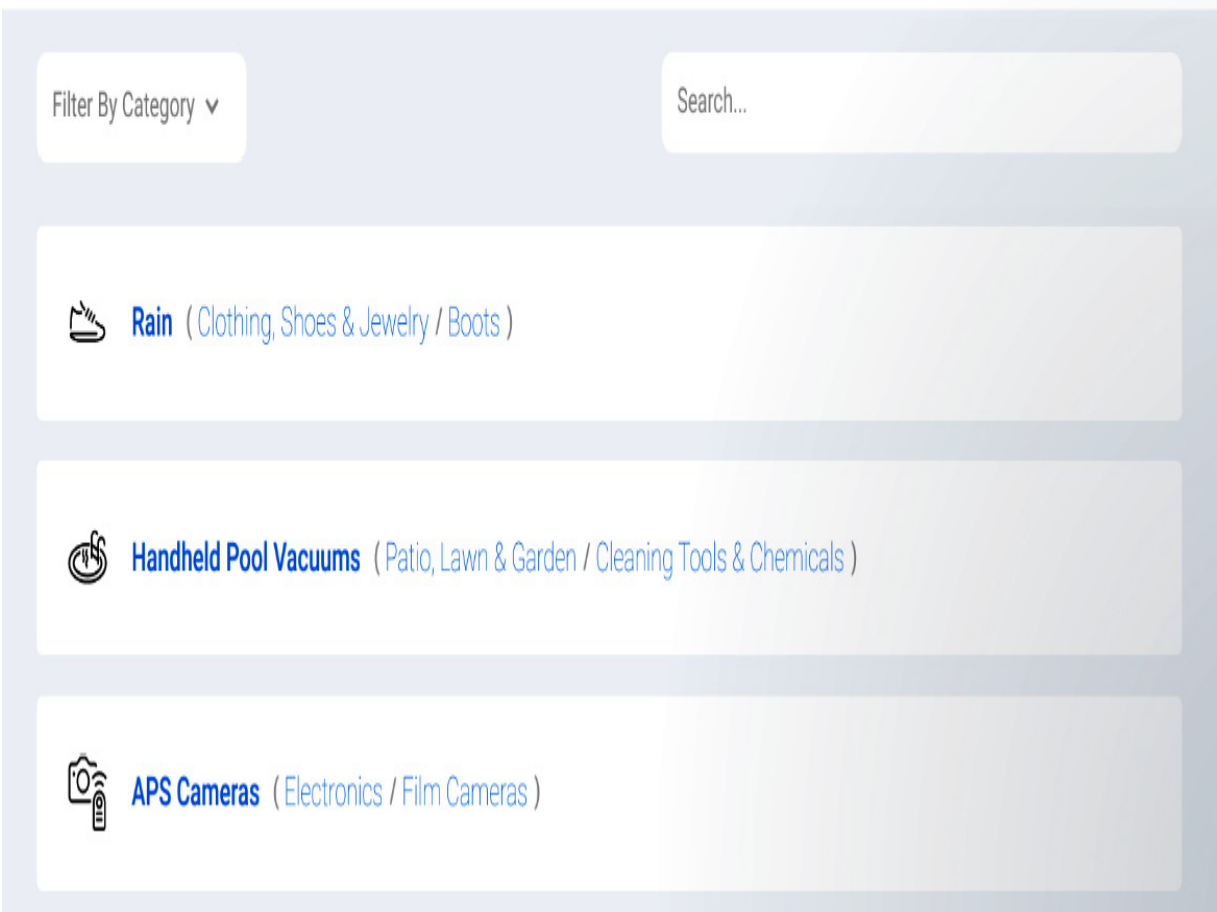 Filter By Category
Search...
Rain ( Clothing, Shoes & Jewelry / Boots )
Handheld Pool Vacuums ( Patio, Lawn & Garden / Cleaning Tools & Chemicals )
APS Cameras ( Electronics / Film Cameras )